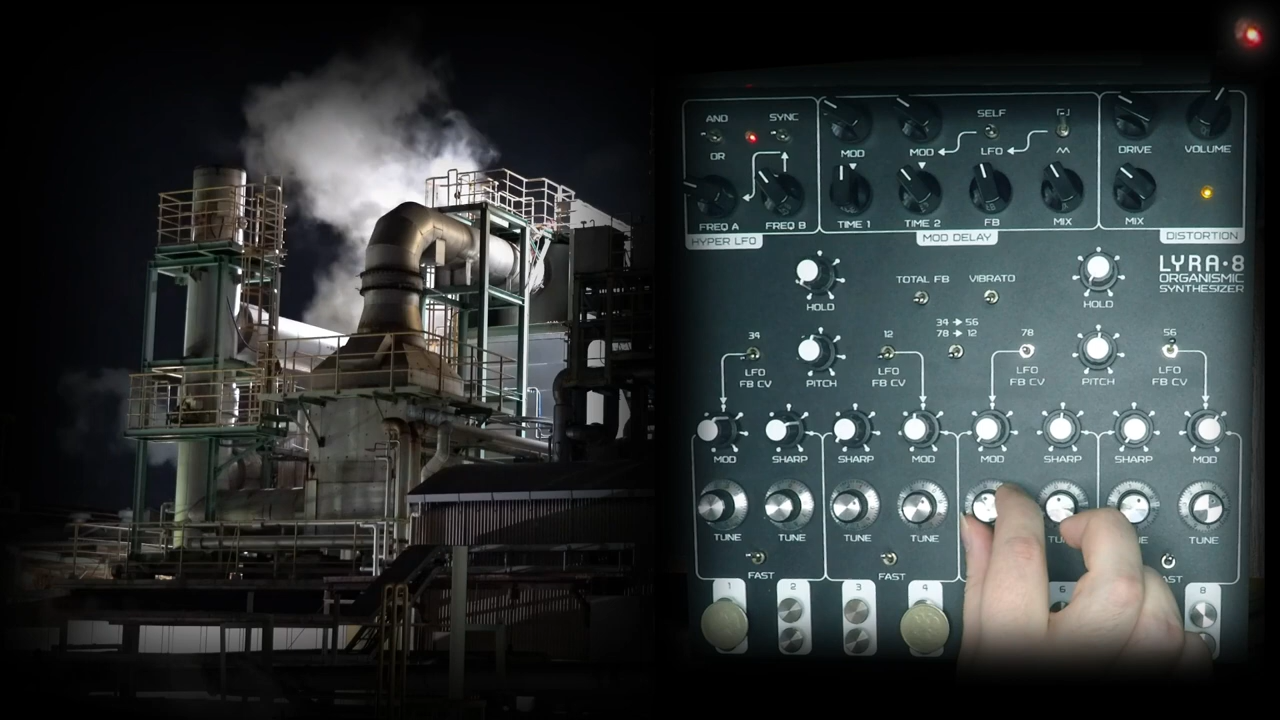 AND
SYNC
OR
FREQ A
FREQ B
HYPER LFO
MOD
MOD
SELF
LFO
TIME 1
TIME 2
FB
MIX
MOD DELAY
DRIVE
VOLUME
MIX
DISTORTION
LYRA-8
ORGANISMIC
SYNTHESIZER
HOLD
TOTAL FB
VIBRATO
HOLD
34 56
78 12
34
LFO
FB CV
PITCH
12
LFO
FB CV
78
LFO
FB CV
PITCH
56
LFO
FB CV
MOD
SHARP
SHARP
MOD
MOD
SHARP
SHARP
MOD
TUNE
TUNE
TUNE
TUNE
TUNE
FAST
FAST
1
2
3
4
6
8